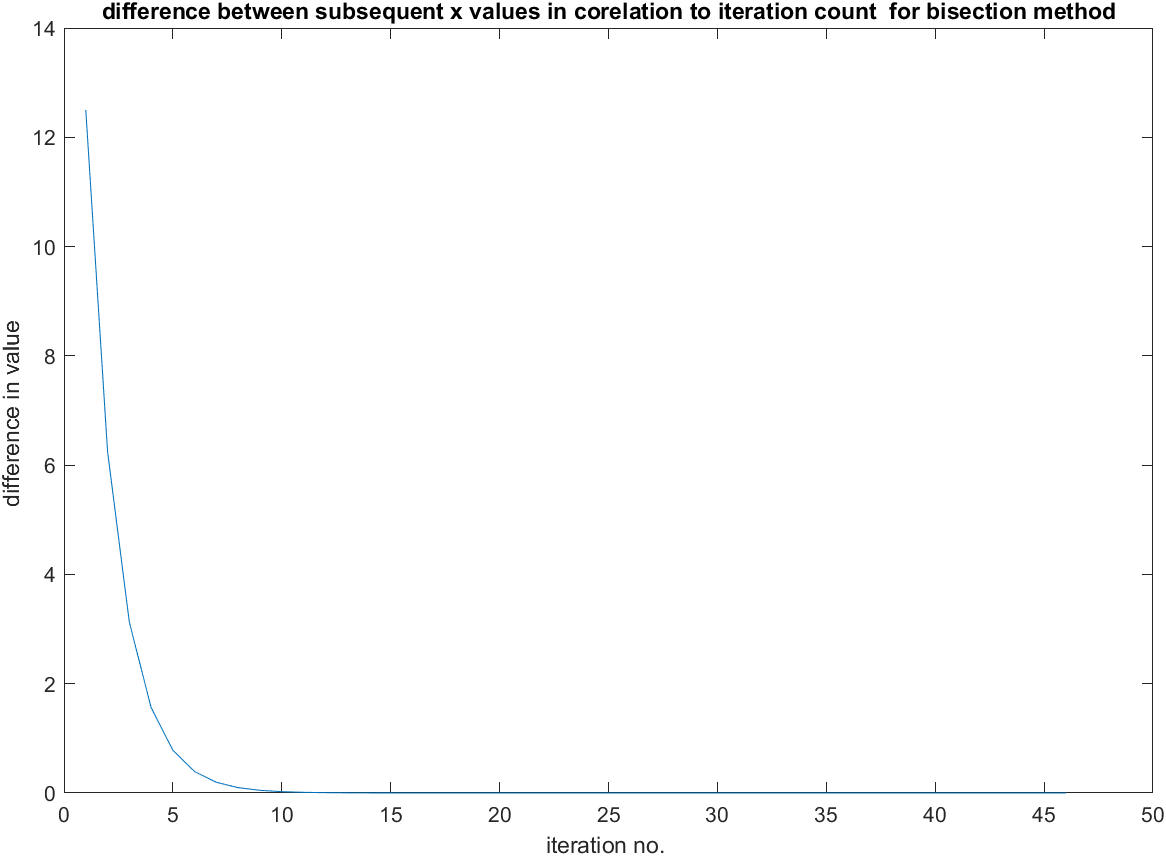 difference between subsequent x values in corelation to iteration count  for bisection method
14
12
10
8
6
4
2
0
difference in value
0 5 10 15 20 25 30 35 40 45 50
iteration no.